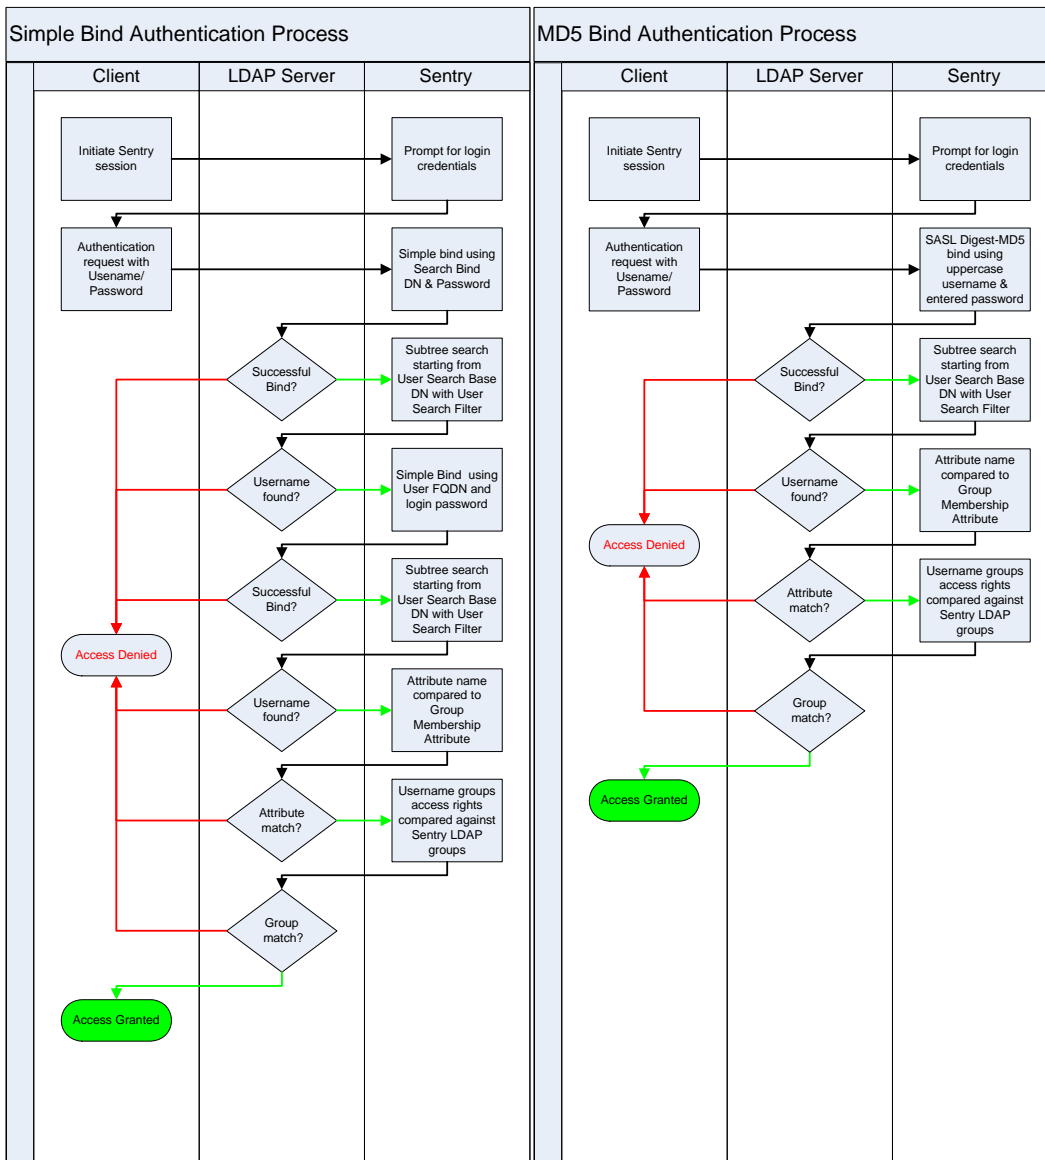 Simple Bind Authentication Process
Client
LDAP Server
Sentry
Initiate Sentry
session
Prompt for login
credentials
Authentication
request with
Usename/
Password
Simple bind using
Search Bind
DN & Password
Successful
Bind?
Subtree search
starting from
User Search Base
DN with User
Search Filter
Username
found?
Simple Bind using
User FQDN and
login password
Successful
Bind?
Subtree search
starting from
User Search Base
DN with User
Search Filter
Access Denied
Username
found?
Attribute name
compared to
Group
Membership
Attribute
Attribute
match?
Username groups
access rights
compared against
Sentry LDAP
groups
Group
match?
Access Granted
MD5 Bind Authentication Process
Client
LDAP Server
Sentry
Initiate Sentry
session
Prompt for login
credentials
Authentication
request with
Usename/
Password
SASL Digest-MD5
bind using
uppercase
username &
entered password
Successful
Bind?
Subtree search
starting from
User Search Base
DN with User
Search Filter
Username
found?
Attribute name
compared to
Group
Membership
Attribute
Access Denied
Attribute
match?
Username groups
access rights
compared against
Sentry LDAP
groups
Group
match?
Access Granted